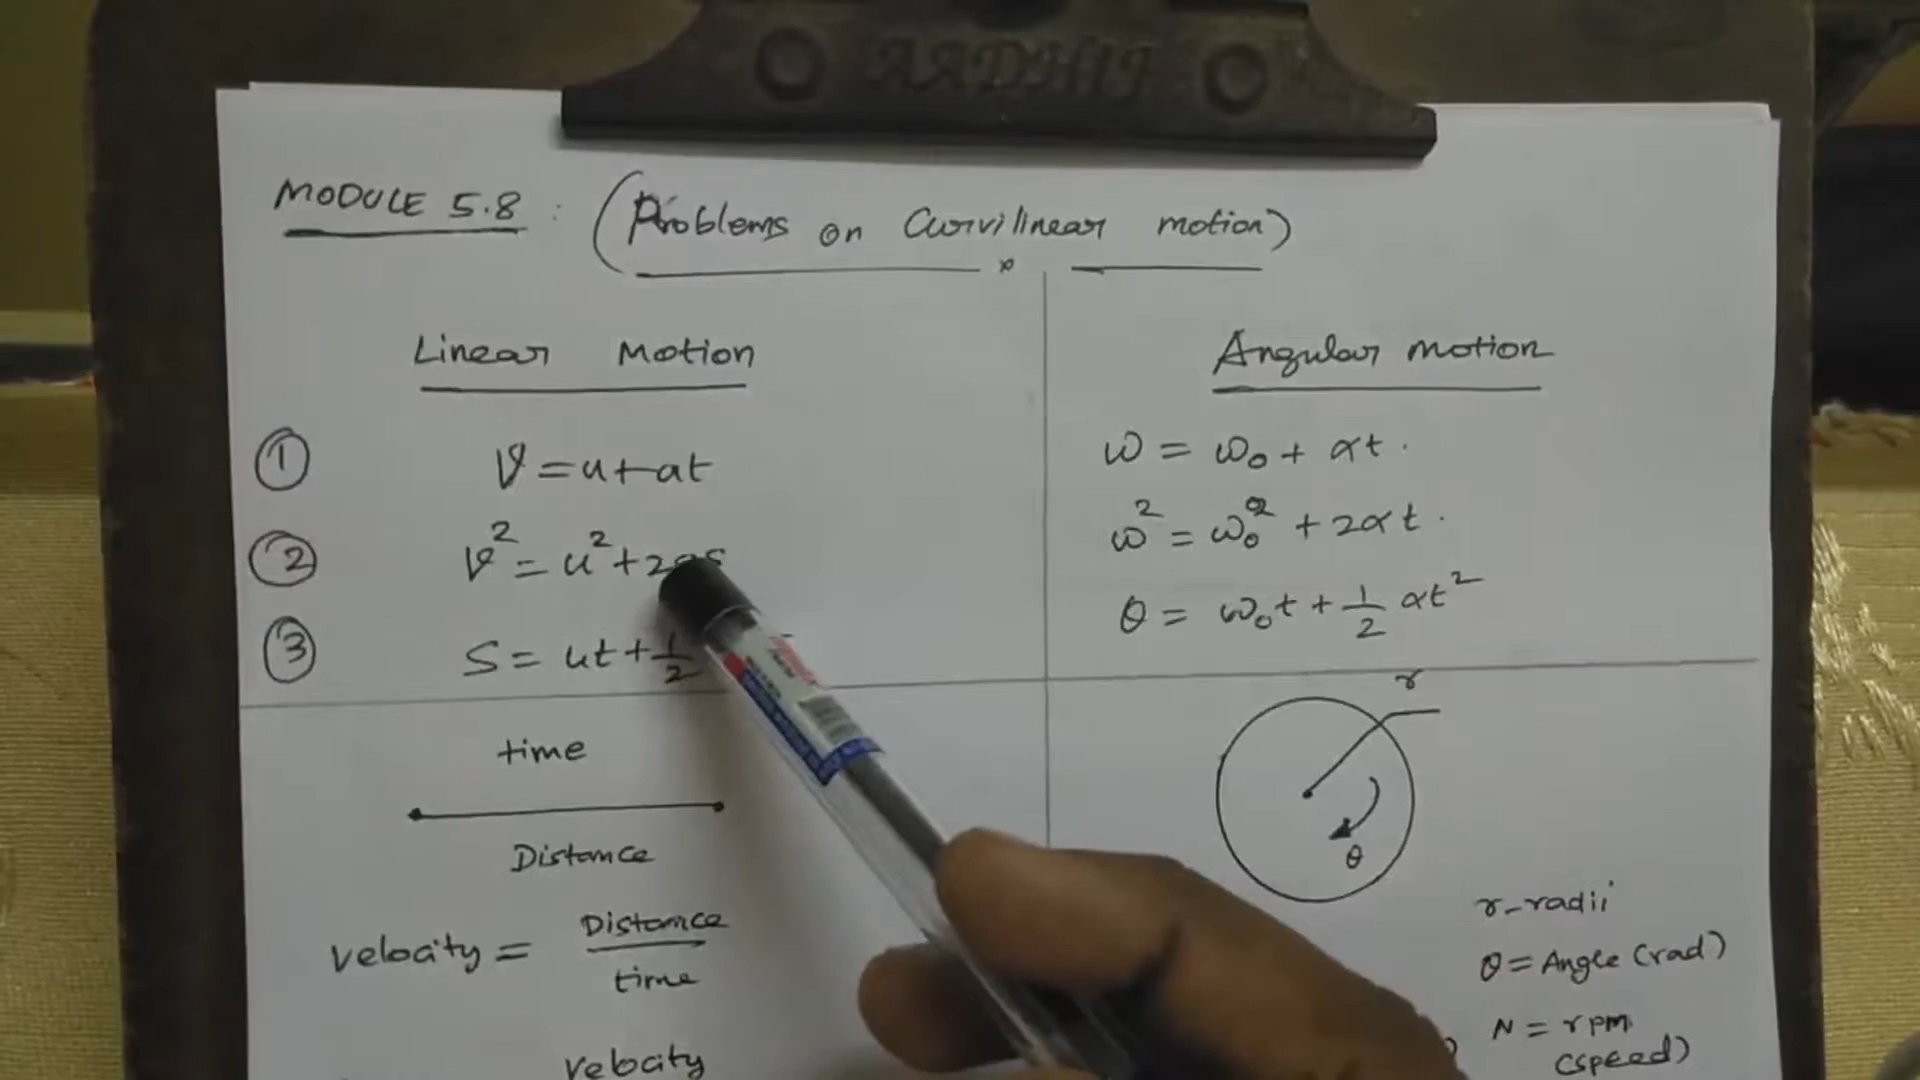 AADHIT
MODULE 5.8 : (Problems on Curvilinear motion)
Linear Motion
① V = u+at
② V² = u²+2as
③ S = ut+1/2
Angular motion
ω = ω₀ + αt.
ω² = ω₀² + 2αt.
θ = ω₀t + 1/2 αt²
time
Distance
velocity = Distance/time
velocity
r
θ
r-radii
θ = Angle (rad)
N = rpm
(speed)